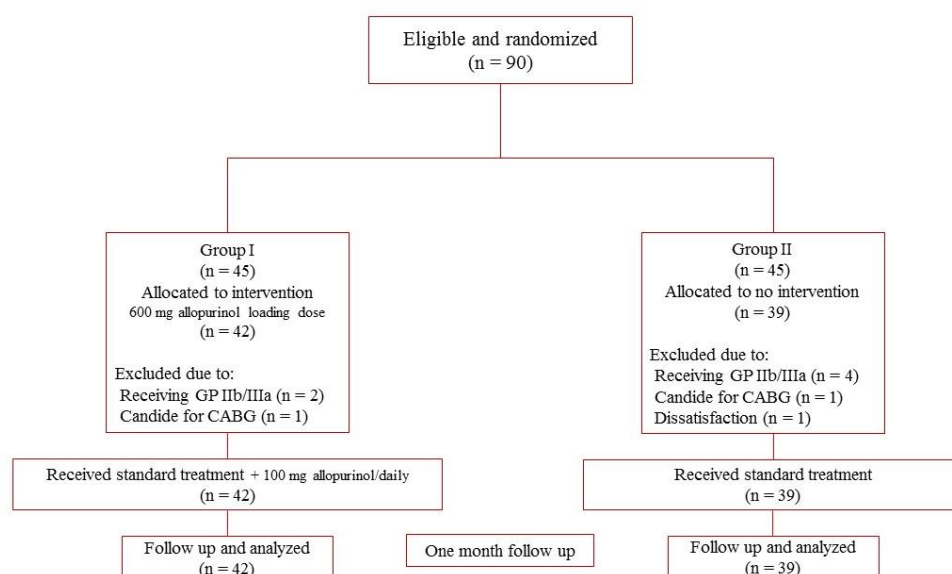 Eligible and randomized
(n = 90)
Group I
(n = 45)
Allocated to intervention
600 mg allopurinol loading dose
(n = 42)
Excluded due to:
Receiving GP IIb/IIIa (n = 2)
Candide for CABG (n = 1)
Group II
(n = 45)
Allocated to no intervention
(n = 39)
Excluded due to:
Receiving GP IIb/IIIa (n = 4)
Candide for CABG (n = 1)
Dissatisfaction (n = 1)
Received standard treatment + 100 mg allopurinol/daily
(n = 42)
Received standard treatment
(n = 39)
Follow up and analyzed
(n = 42)
One month follow up
Follow up and analyzed
(n = 39)